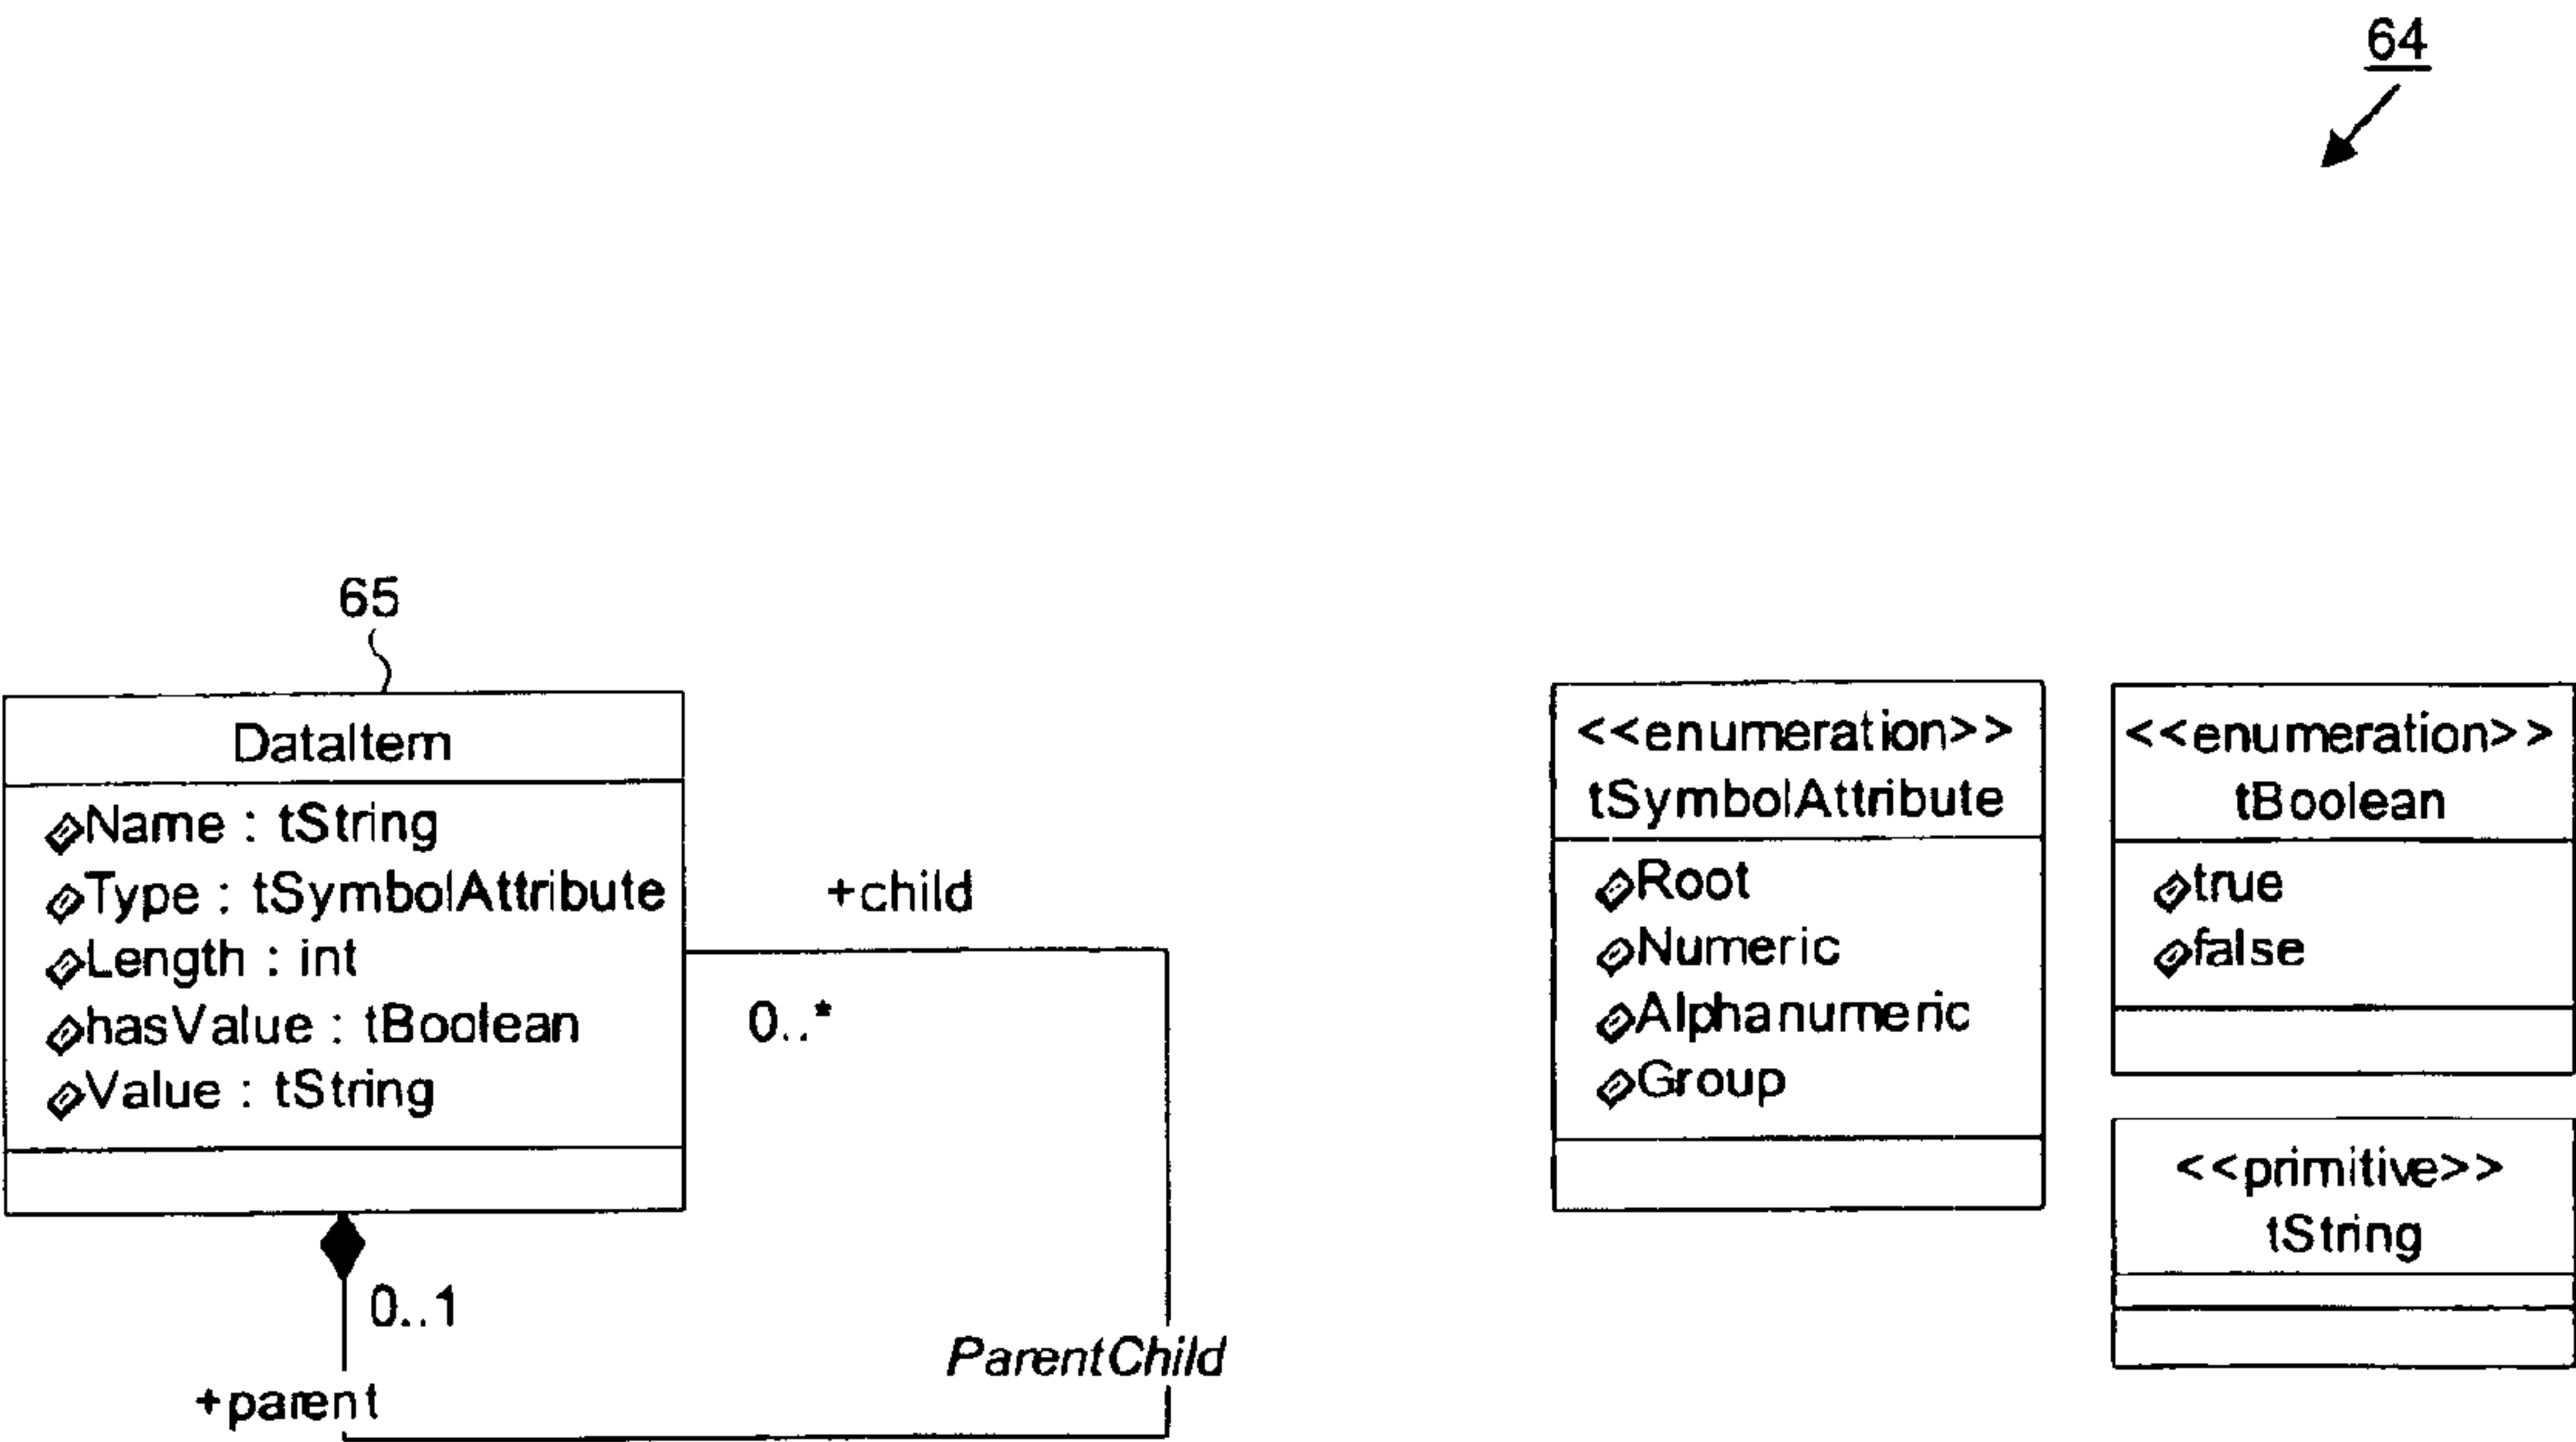 64
65
DataItem
Name : tString
Type : tSymbolAttribute
Length : int
hasValue : tBoolean
Value : tString
+child
0..*
0..1
ParentChild
+parent
<<enumeration>>
tSymbolAttribute
Root
Numeric
Alphanumeric
Group
<<enumeration>>
tBoolean
true
false
<<primitive>>
tString